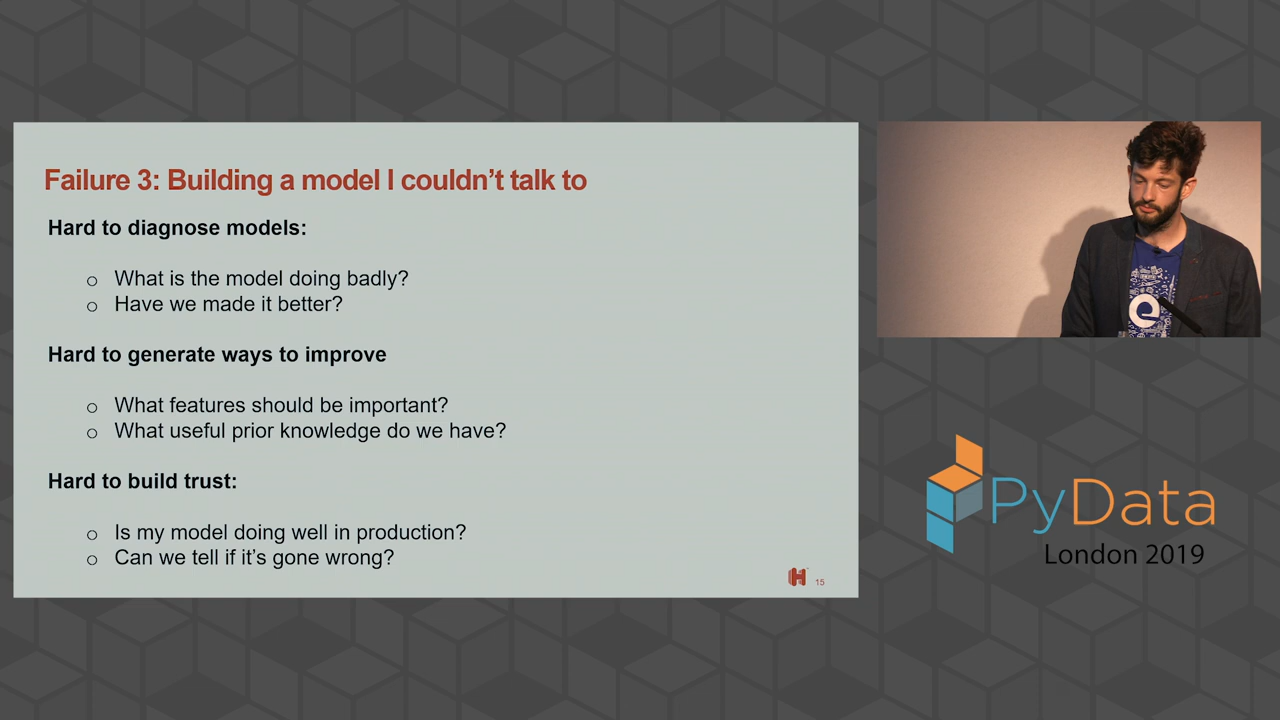 Failure 3: Building a model I couldn't talk to
Hard to diagnose models:
o What is the model doing badly?
o Have we made it better?
Hard to generate ways to improve
o What features should be important?
o What useful prior knowledge do we have?
Hard to build trust:
o Is my model doing well in production?
o Can we tell if it's gone wrong?
H
15
e
PyData
London 2019